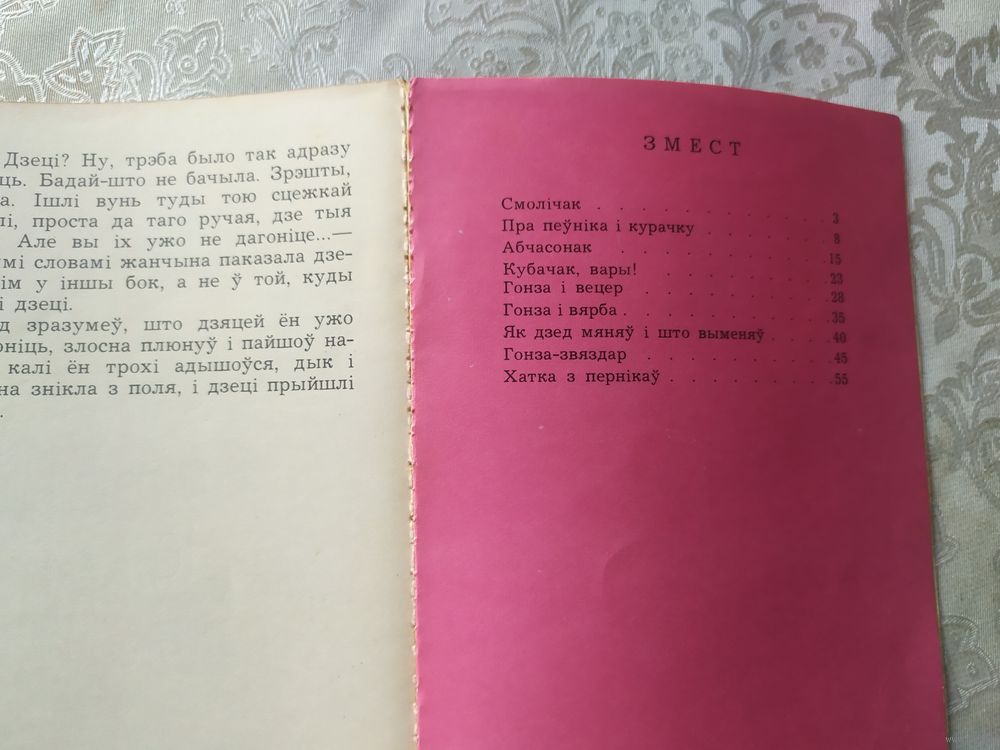 Дзеці? Ну, трэба было так адразу
ць. Бадай-што не бачыла. Зрэшты,
а. Ішлі вунь туды тою сцежкай
лі, проста да таго ручая, дзе тыя
Але вы іх ужо не дагоніце...—
мі словамі жанчына паказала дзе-
ім у іншы бок, а не ў той, куды
і дзеці.
д зразумеў, што дзяцей ён ужо
оніць, злосна плюнуў і пайшоў на-
калі ён трохі адышоўся, дык і
на знікла з поля, і дзеці прыйшлі
.
ЗМЕСТ
Смолічак . . . . . . . . . . 3
Пра пеўніка і курачку . . . . . . 8
Абчасонак . . . . . . . . . 15
Кубачак, вары! . . . . . . . . 23
Гонза і вецер . . . . . . . . 28
Гонза і вярба . . . . . . . . . 35
Як дзед мяняў і што выменяў . . . . 40
Гонза-звяздар . . . . . . . . 45
Хатка з пернікаў . . . . . . . . 55